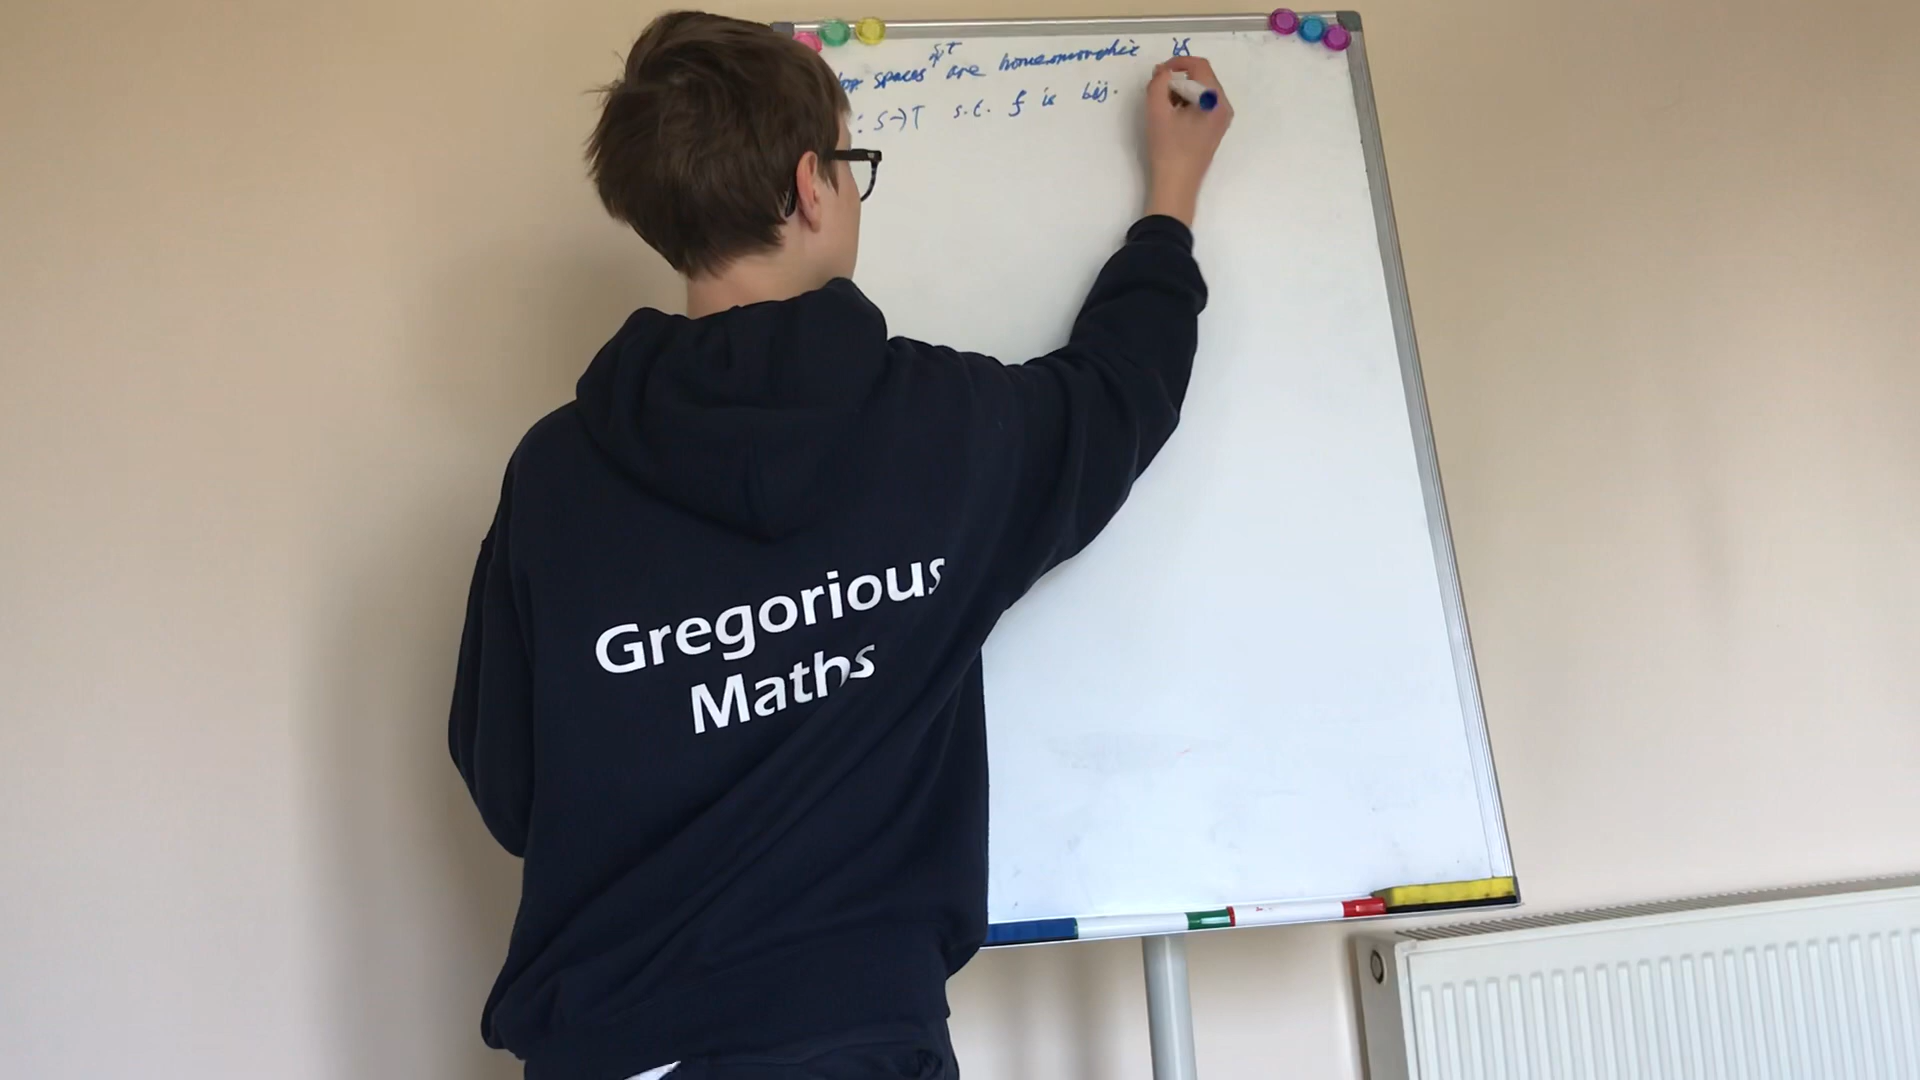 top. spaces S,T are homeomorphic if
: S→T s.t. f is bij.
Gregorious
Maths